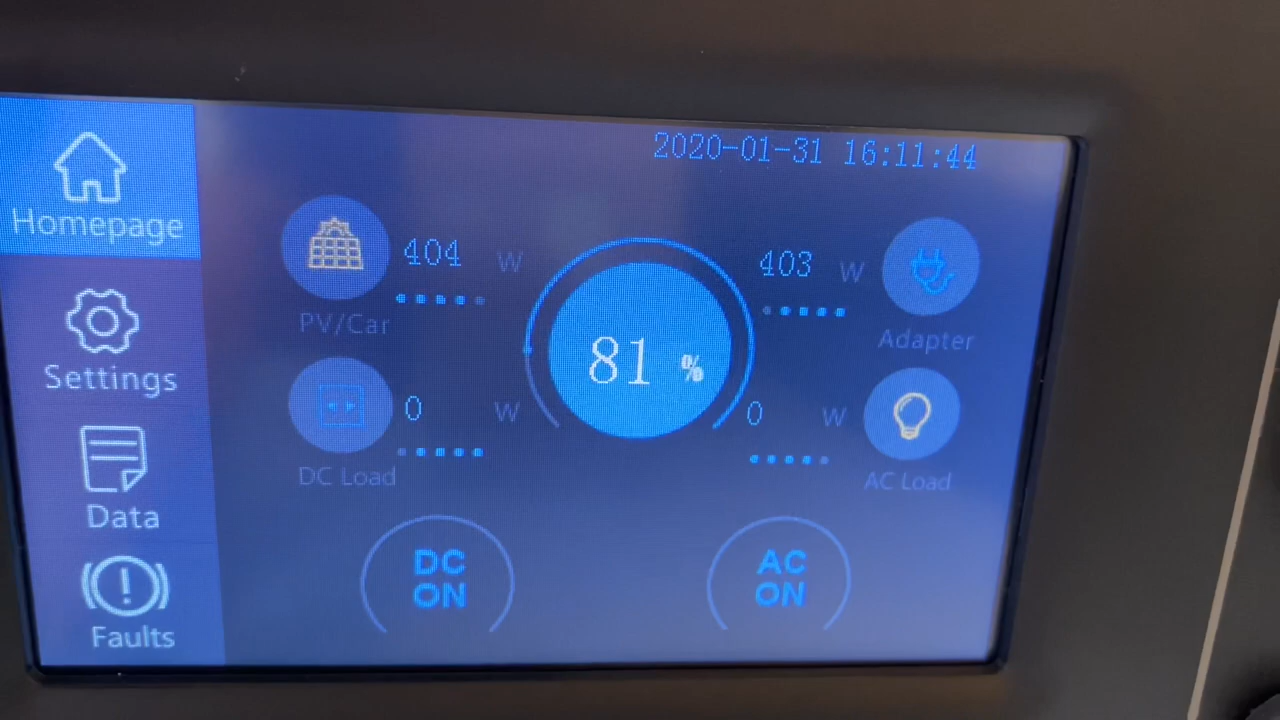 2020-01-31 16:11:44
Homepage
404 W
403 W
PV/Car
Adapter
81 %
Settings
0 W
0 W
DC Load
AC Load
Data
DC
ON
AC
ON
Faults